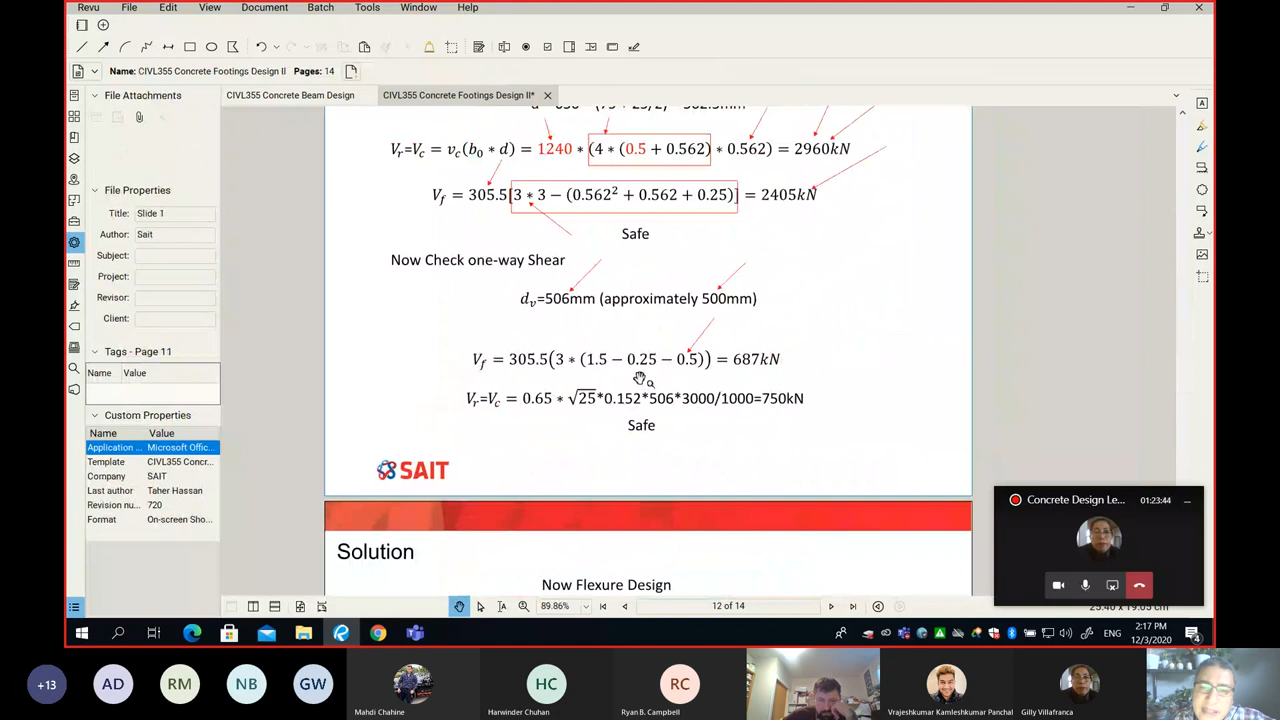 Revu File Edit View Document Batch Tools Window Help
Name: CIVL355 Concrete Footings Design II Pages: 14
File Attachments
CIVL355 Concrete Beam Design CIVL355 Concrete Footings Design II*
File Properties
Title: Slide 1
Author: Sait
Subject:
Project:
Revisor:
Client:
Tags - Page 11
Name Value
Custom Properties
Name Value
Application ... Microsoft Offic...
Template CIVL355 Concr...
Company SAIT
Last author Taher Hassan
Revision nu... 720
Format On-screen Sho...
V_r=V_c = v_c(b_0 * d) = 1240 * (4 * (0.5 + 0.562) * 0.562) = 2960kN
V_f = 305.5[3 * 3 − (0.562² + 0.562 + 0.25)] = 2405kN
Safe
Now Check one-way Shear
d_v=506mm (approximately 500mm)
V_f = 305.5(3 * (1.5 − 0.25 − 0.5)) = 687kN
V_r=V_c = 0.65 * √25*0.152*506*3000/1000=750kN
Safe
SAIT
Solution
Now Flexure Design
89.86% 12 of 14
Concrete Design Le... 01:23:44
ENG 2:17 PM
12/3/2020
4
+13 AD RM NB GW Mahdi Chahine HC Harwinder Chuhan RC Ryan B. Campbell Vrajeshkumar Kamleshkumar Panchal Gilly Villafranca